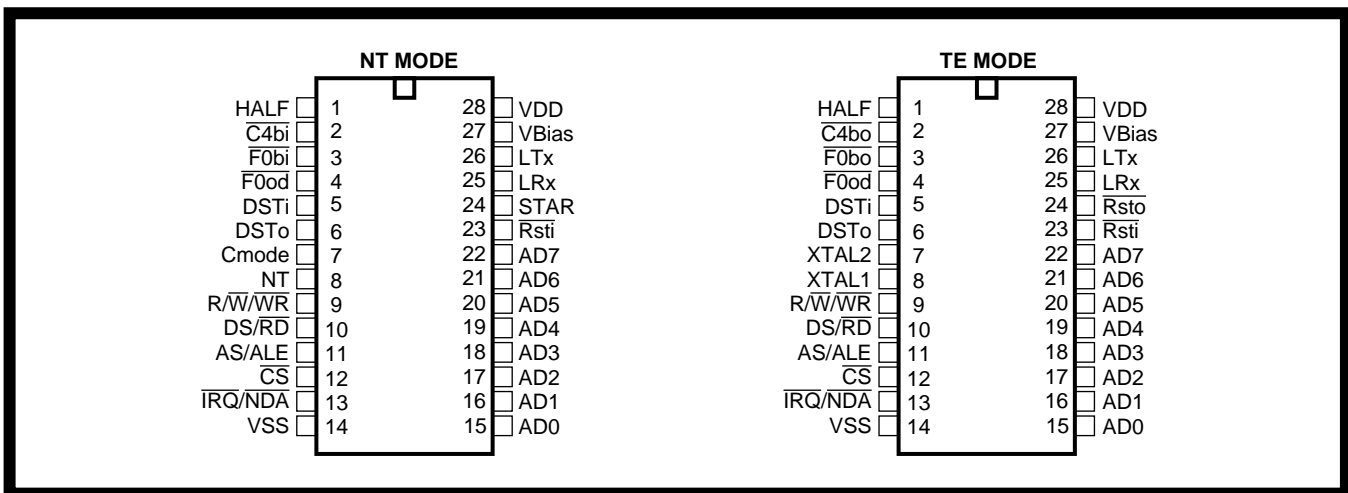 NT MODE
HALF 1 28 VDD
C4bi 2 27 VBias
F0bi 3 26 LTx
F0od 4 25 LRx
DSTi 5 24 STAR
DSTo 6 23 Rsti
Cmode 7 22 AD7
NT 8 21 AD6
R/W/WR 9 20 AD5
DS/RD 10 19 AD4
AS/ALE 11 18 AD3
CS 12 17 AD2
IRQ/NDA 13 16 AD1
VSS 14 15 AD0
TE MODE
HALF 1 28 VDD
C4bo 2 27 VBias
F0bo 3 26 LTx
F0od 4 25 LRx
DSTi 5 24 Rsto
DSTo 6 23 Rsti
XTAL2 7 22 AD7
XTAL1 8 21 AD6
R/W/WR 9 20 AD5
DS/RD 10 19 AD4
AS/ALE 11 18 AD3
CS 12 17 AD2
IRQ/NDA 13 16 AD1
VSS 14 15 AD0